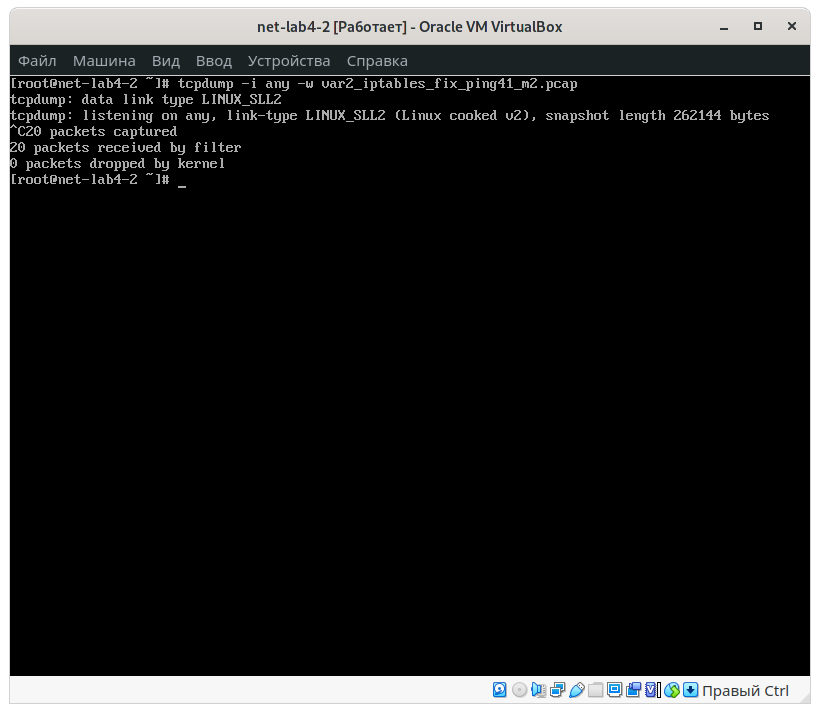 net-lab4-2 [Работает] - Oracle VM VirtualBox
Файл Машина Вид Ввод Устройства Справка
[root@net-lab4-2 ~]# tcpdump -i any -w var2_iptables_fix_ping41_m2.pcap
tcpdump: data link type LINUX_SLL2
tcpdump: listening on any, link-type LINUX_SLL2 (Linux cooked v2), snapshot length 262144 bytes
^C20 packets captured
20 packets received by filter
0 packets dropped by kernel
[root@net-lab4-2 ~]# _
Правый Ctrl